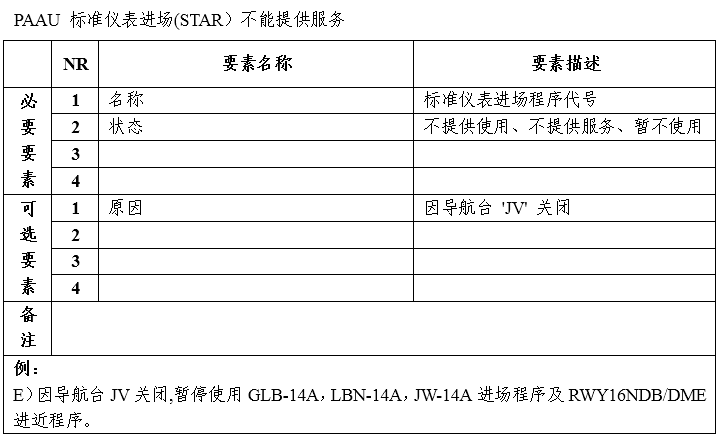 PAAU 标准仪表进场(STAR）不能提供服务
NR 要素名称 要素描述
必要要素
1 名称 标准仪表进场程序代号
2 状态 不提供使用、不提供服务、暂不使用
3
4
可选要素
1 原因 因导航台 'JV' 关闭
2
3
4
备注
例：
E）因导航台 JV 关闭,暂停使用 GLB-14A，LBN-14A，JW-14A 进场程序及 RWY16NDB/DME
进近程序。